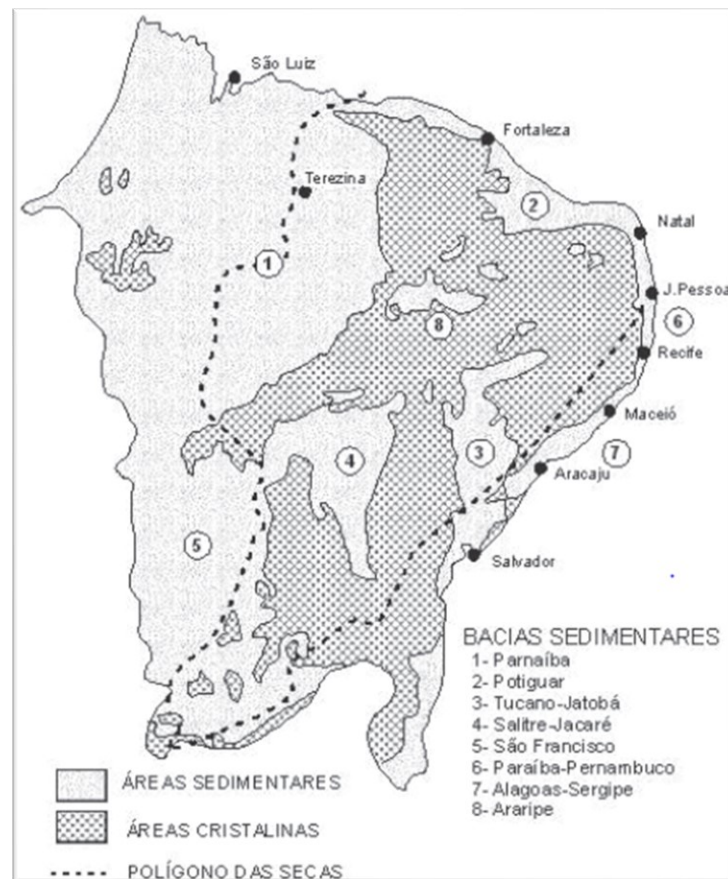 São Luiz
Fortaleza
Terezina
2
Natal
1
J.Pessoa
8
6
Recife
Maceió
3
7
4
Aracaju
5
Salvador
BACIAS SEDIMENTARES
1- Parnaíba
2- Potiguar
3- Tucano-Jatobá
4- Salitre-Jacaré
5- São Francisco
6- Paraíba-Pernambuco
7- Alagoas-Sergipe
8- Araripe
ÁREAS SEDIMENTARES
ÁREAS CRISTALINAS
POLÍGONO DAS SECAS